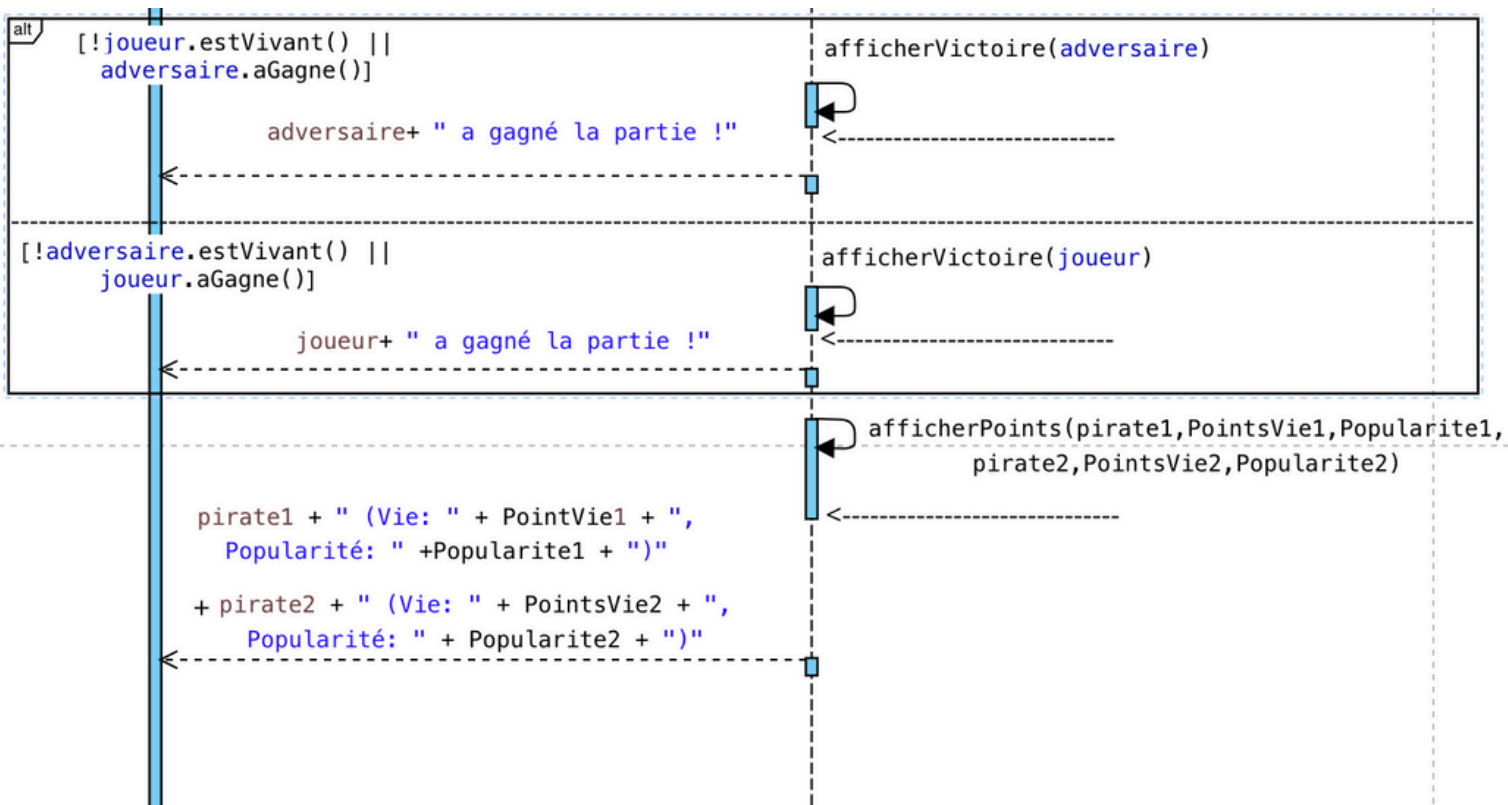 alt
[!joueur.estVivant() ||
adversaire.aGagne()]
afficherVictoire(adversaire)
adversaire+ " a gagné la partie !"
[!adversaire.estVivant() ||
joueur.aGagne()]
afficherVictoire(joueur)
joueur+ " a gagné la partie !"
afficherPoints(pirate1,PointsVie1,Popularite1,
pirate2,PointsVie2,Popularite2)
pirate1 + " (Vie: " + PointVie1 + ",
Popularité: " +Popularite1 + ")"
+ pirate2 + " (Vie: " + PointsVie2 + ",
Popularité: " + Popularite2 + ")"